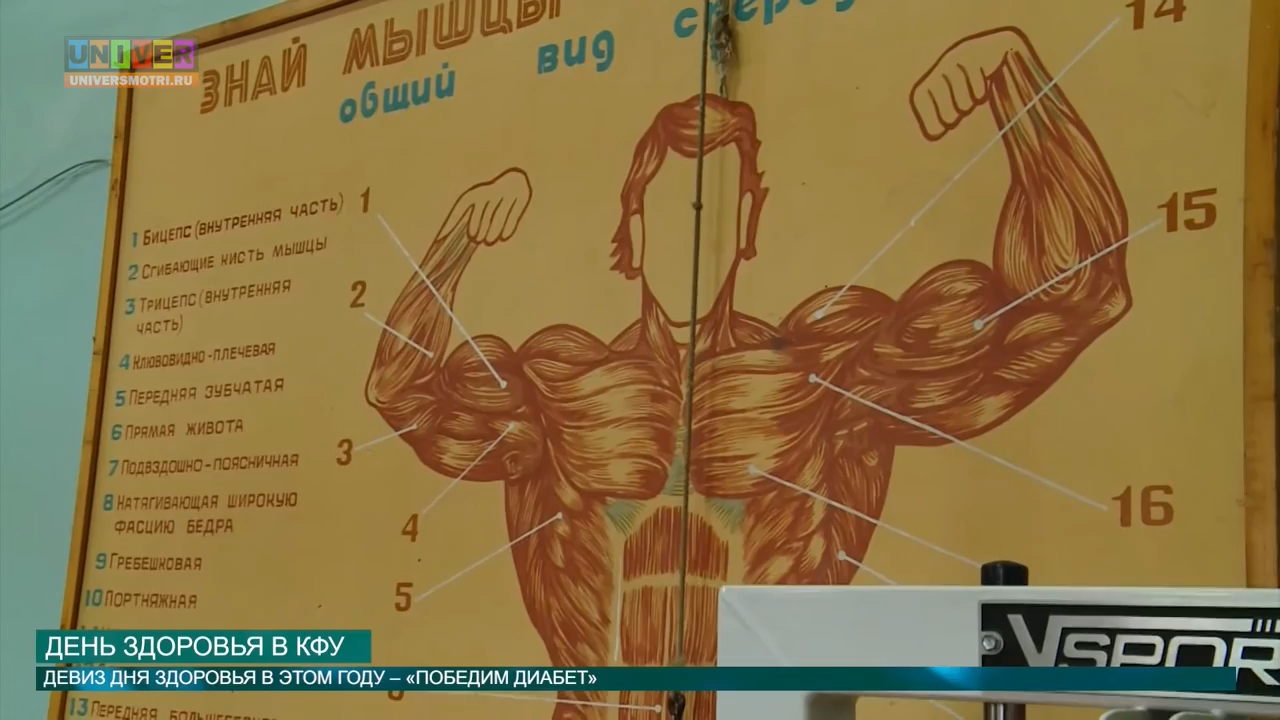 UNIVER
UNIVERSMOTRI.RU
ЗНАЙ МЫШЦЫ
общий вид спереди
1 Бицепс (внутренняя часть)
2 Сгибающие кисть мышцы
3 Трицепс (внутренняя
часть)
4 Клювовидно-плечевая
5 Передняя зубчатая
6 Прямая живота
7 Подвздошно-поясничная
8 Натягивающая широкую
фасцию бедра
9 Гребешковая
10 Портняжная
13 Передняя
1
2
3
4
5
14
15
16
VSPOR
ДЕНЬ ЗДОРОВЬЯ В КФУ
ДЕВИЗ ДНЯ ЗДОРОВЬЯ В ЭТОМ ГОДУ – «ПОБЕДИМ ДИАБЕТ»